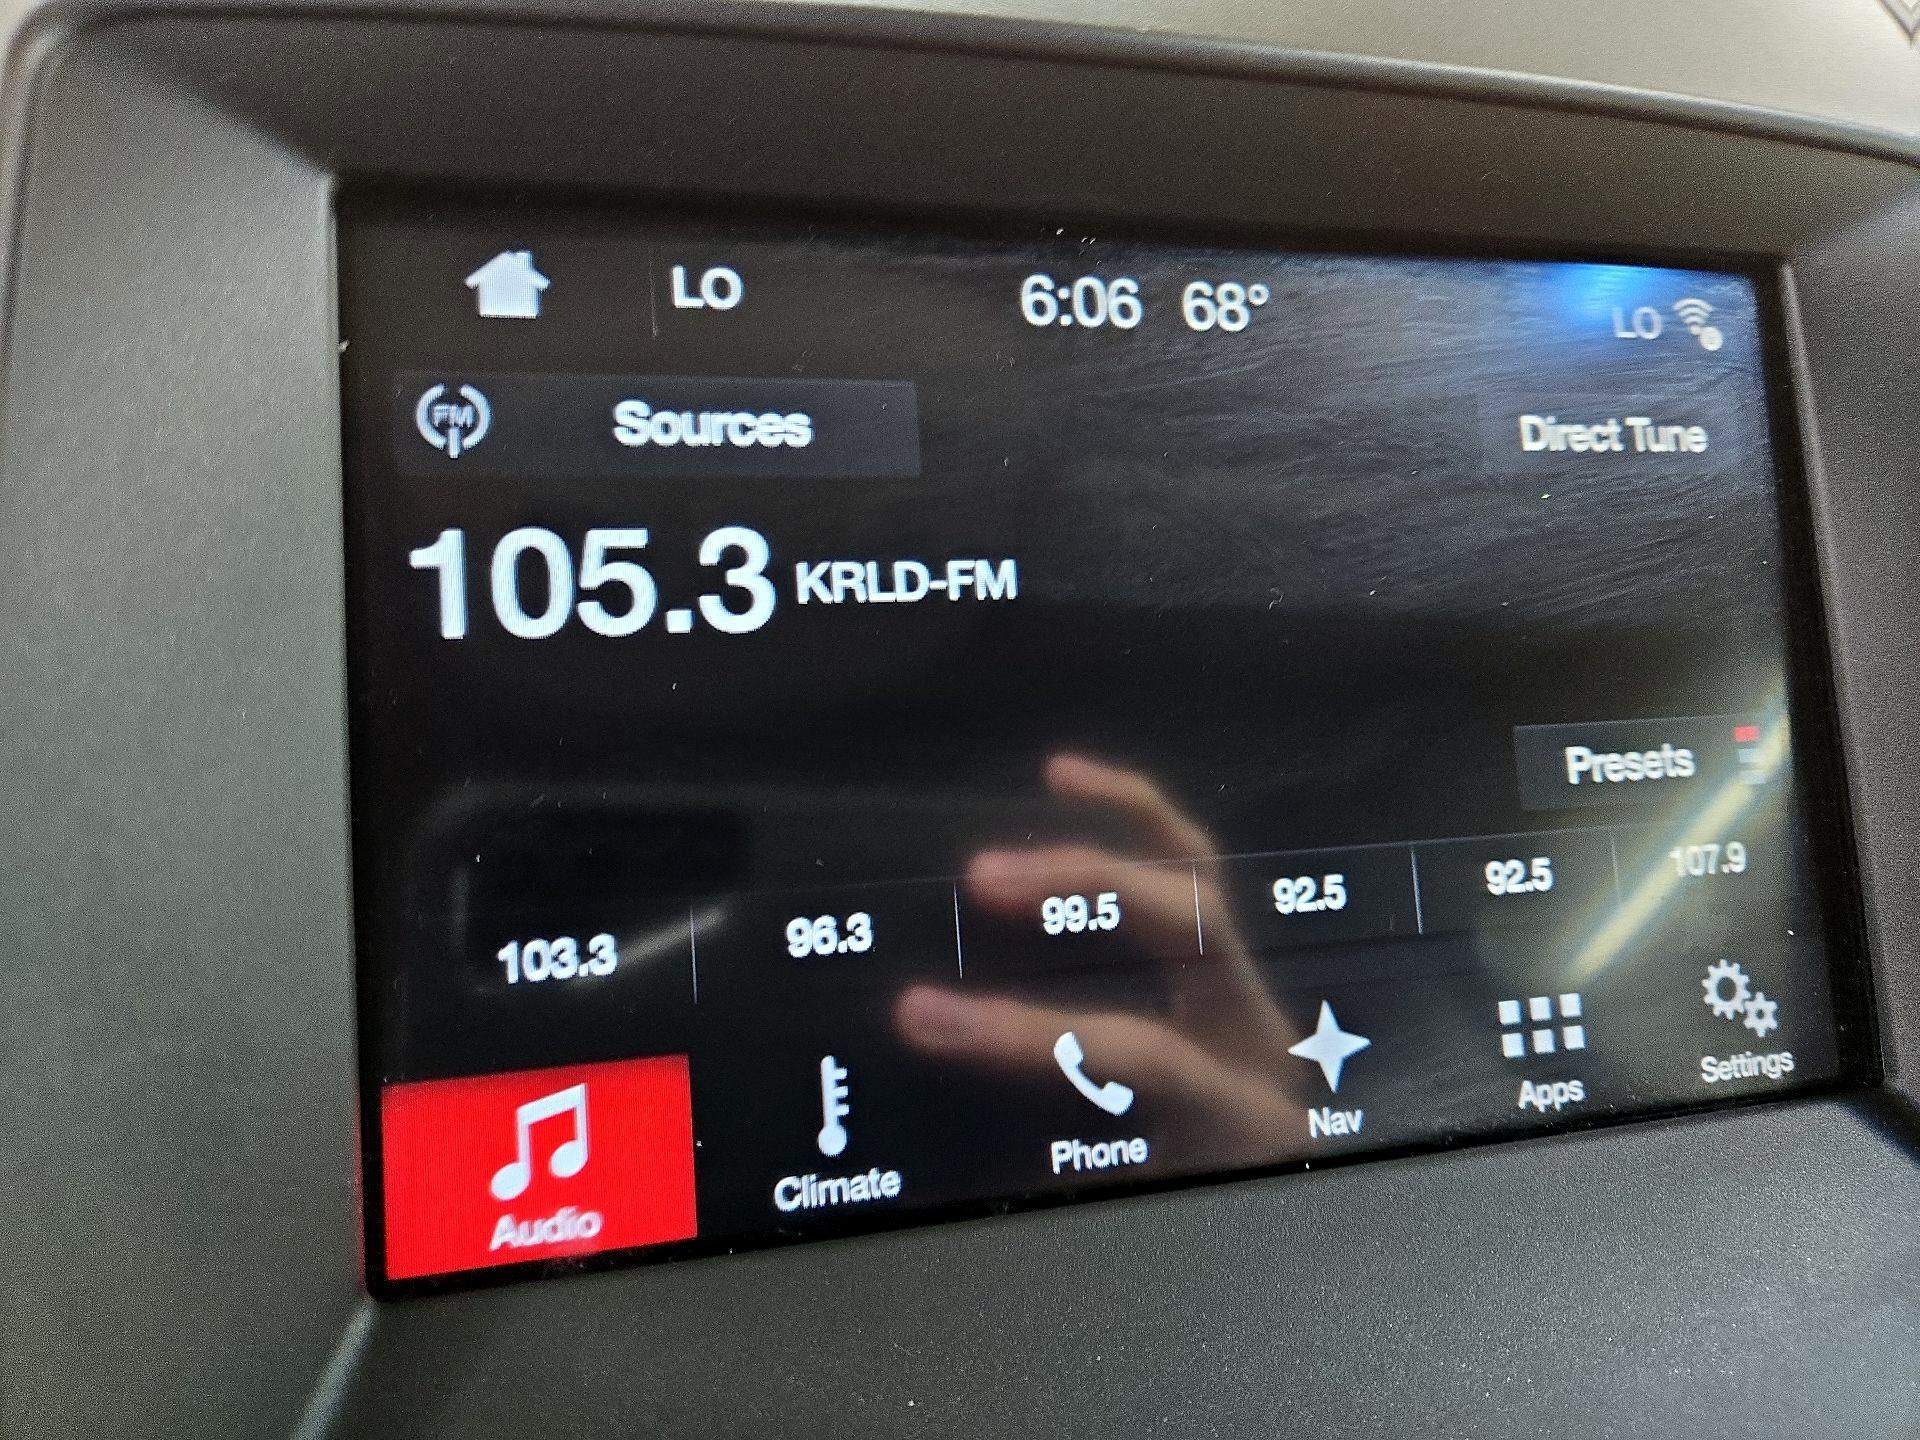 LO 6:06 68° LO
FM Sources Direct Tune
105.3 KRLD-FM
Presets
103.3 96.3 99.5 92.5 92.5 107.9
Audio Climate Phone Nav Apps Settings